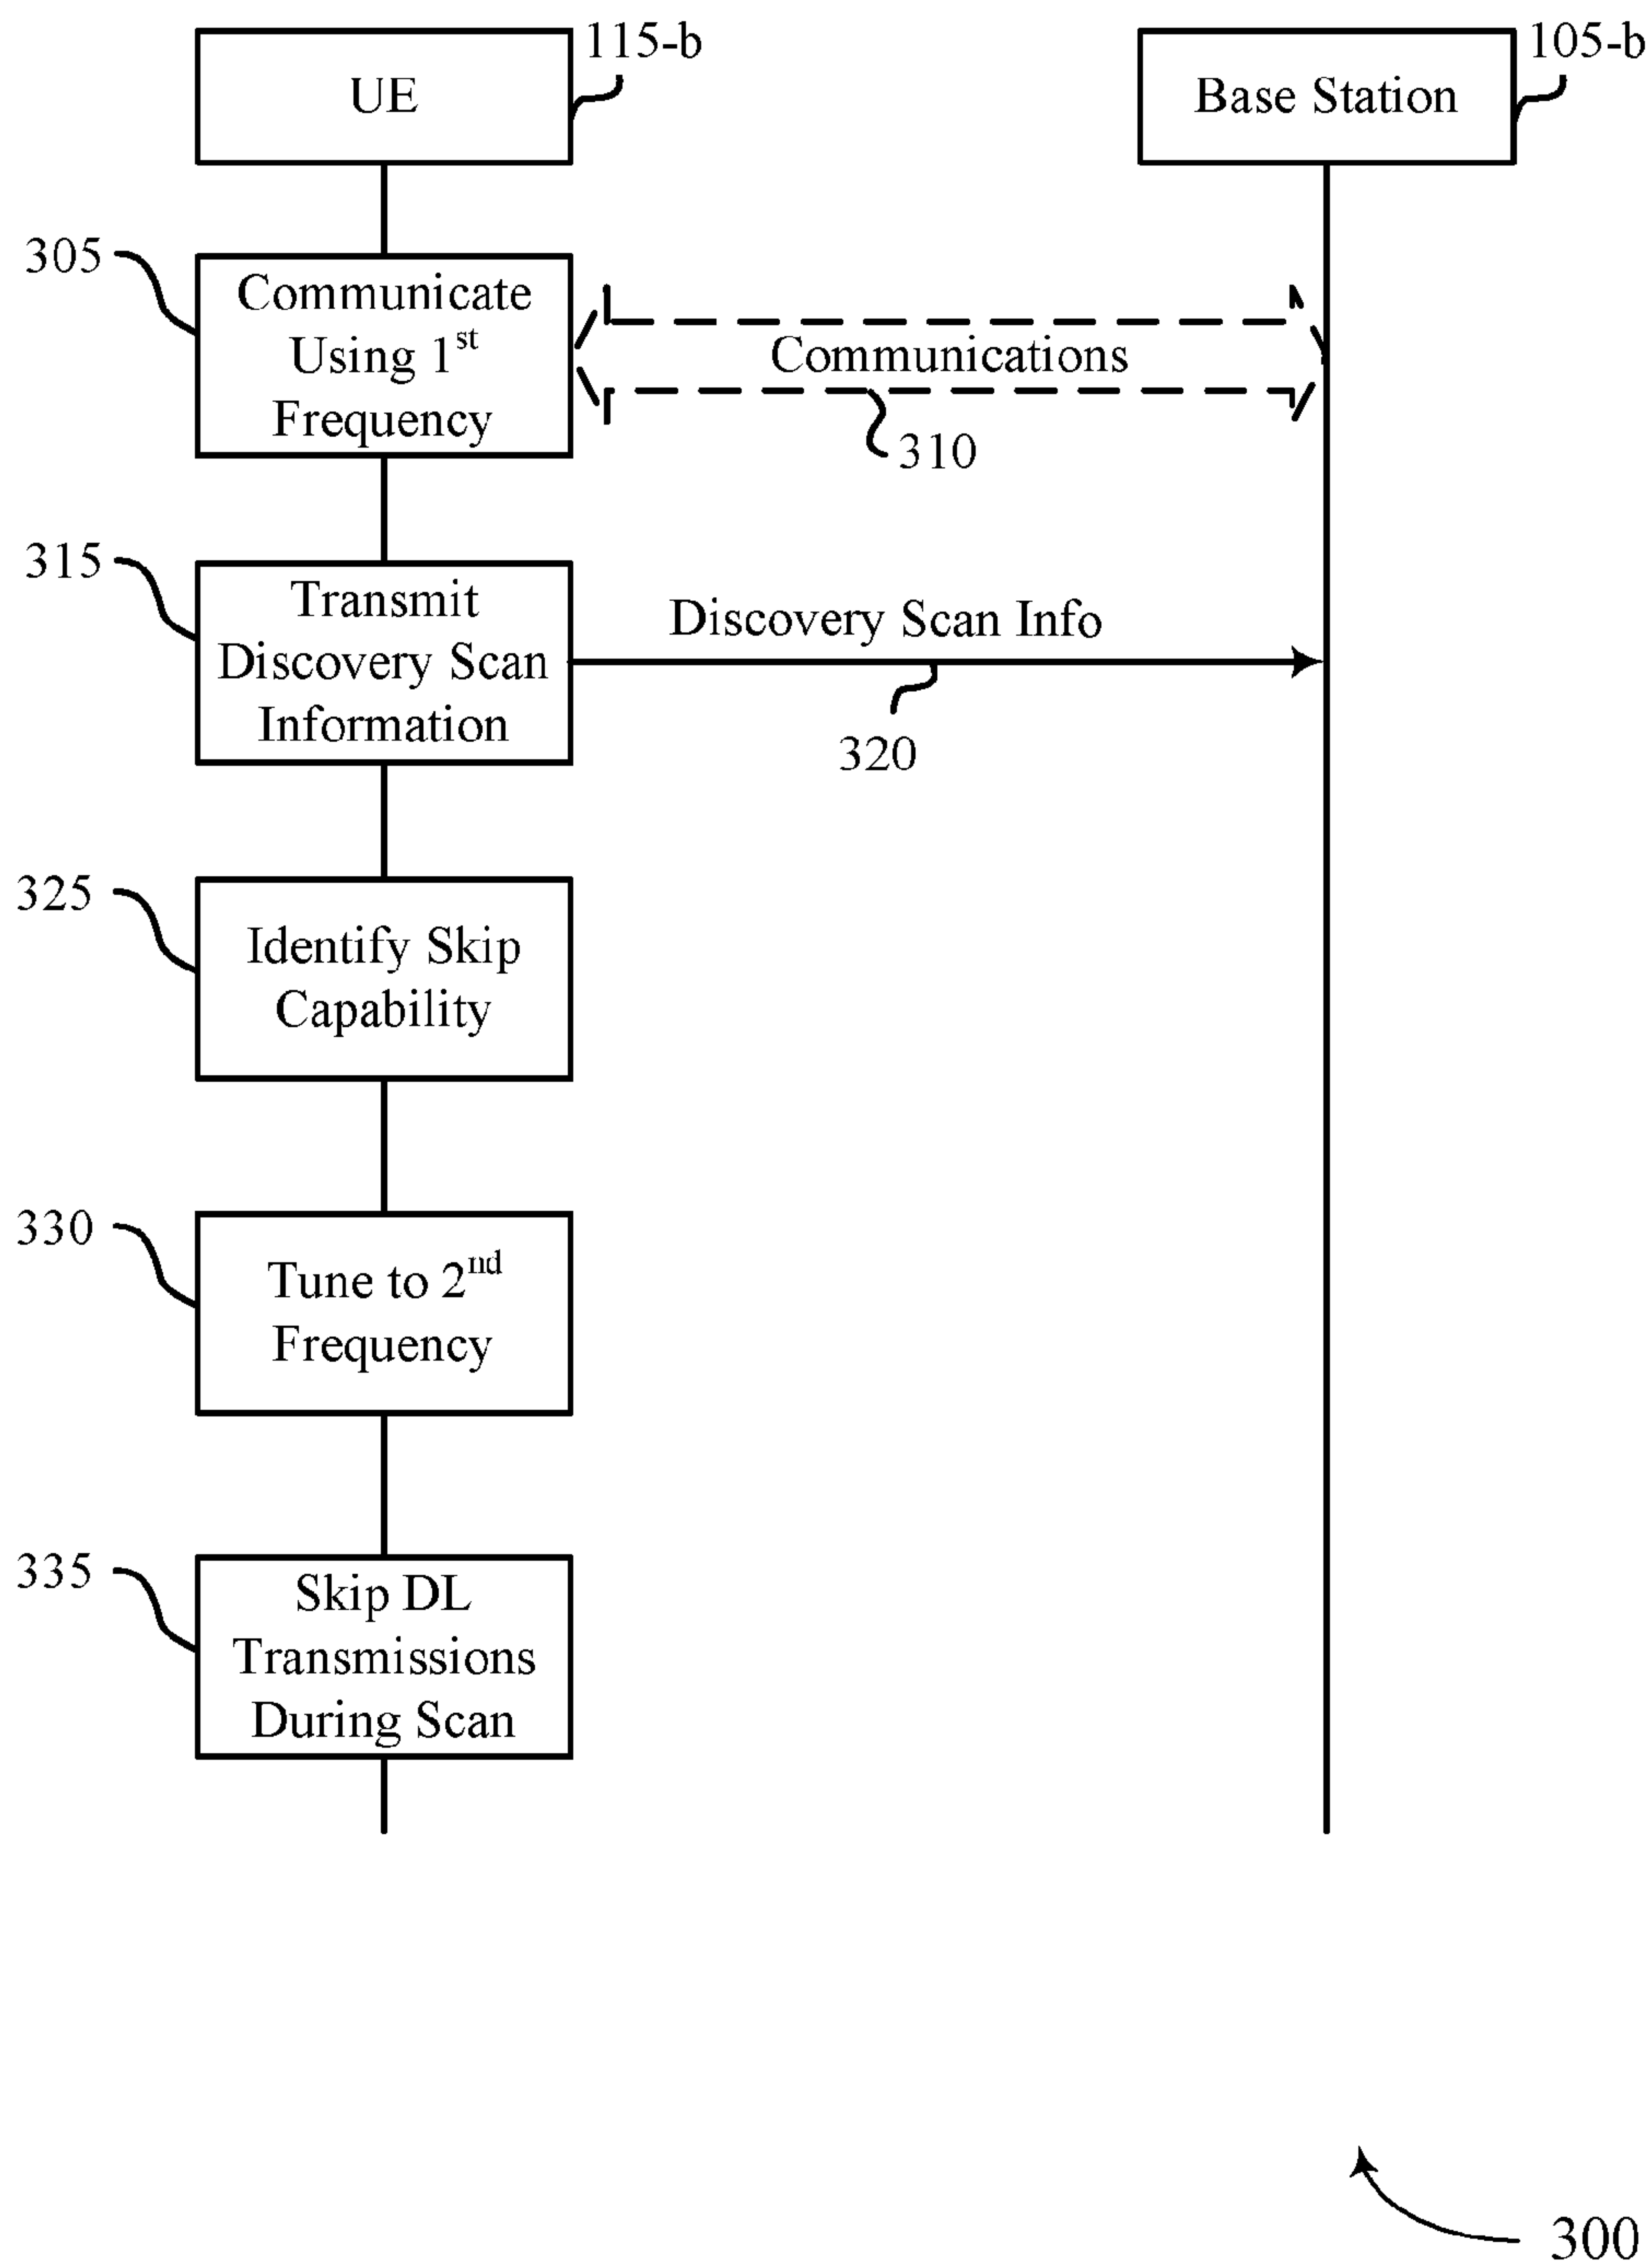 UE
115-b
Base Station
105-b
305
Communicate
Using 1st
Frequency
Communications
310
315
Transmit
Discovery Scan
Information
Discovery Scan Info
320
325
Identify Skip
Capability
330
Tune to 2nd
Frequency
335
Skip DL
Transmissions
During Scan
300